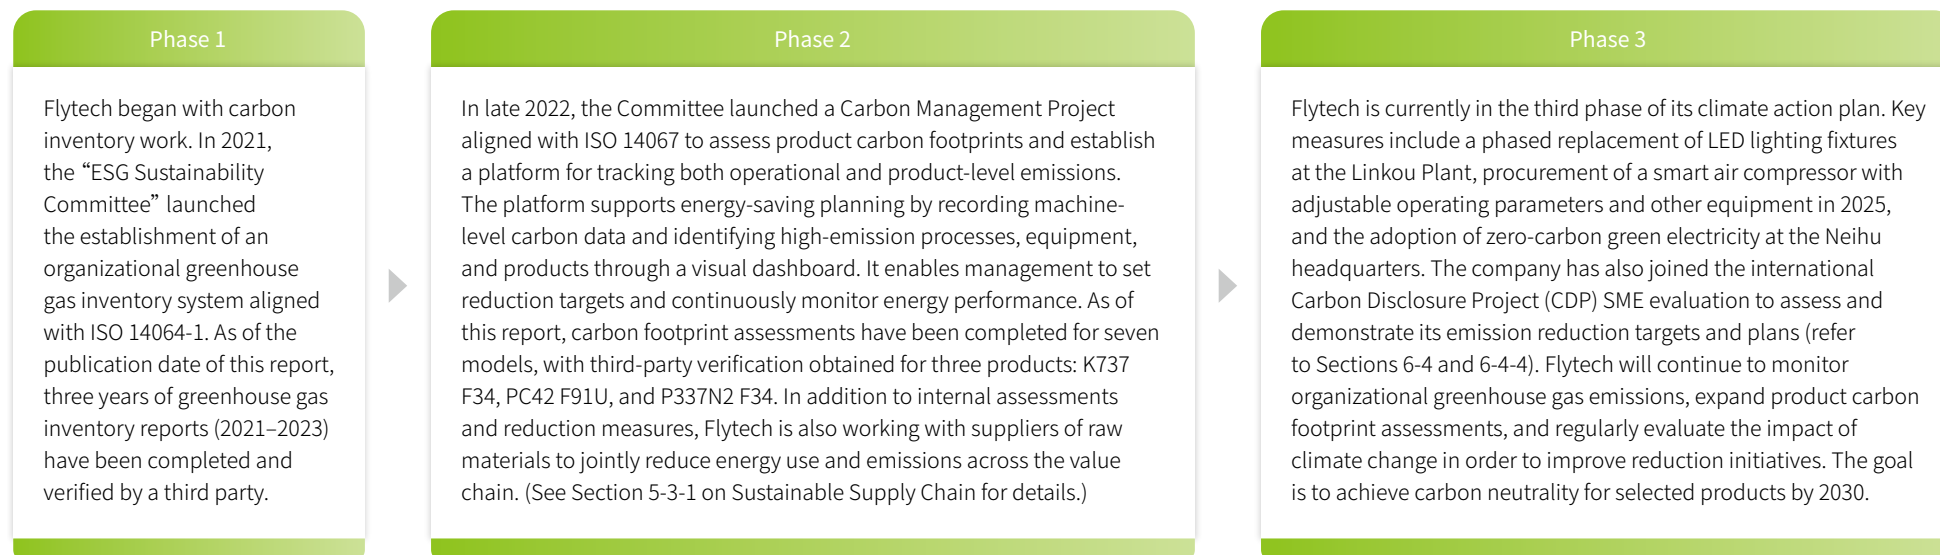 Phase 1
Flytech began with carbon
inventory work. In 2021,
the “ESG Sustainability
Committee” launched
the establishment of an
organizational greenhouse
gas inventory system aligned
with ISO 14064-1. As of the
publication date of this report,
three years of greenhouse gas
inventory reports (2021–2023)
have been completed and
verified by a third party.
Phase 2
In late 2022, the Committee launched a Carbon Management Project
aligned with ISO 14067 to assess product carbon footprints and establish
a platform for tracking both operational and product-level emissions.
The platform supports energy-saving planning by recording machine-
level carbon data and identifying high-emission processes, equipment,
and products through a visual dashboard. It enables management to set
reduction targets and continuously monitor energy performance. As of
this report, carbon footprint assessments have been completed for seven
models, with third-party verification obtained for three products: K737
F34, PC42 F91U, and P337N2 F34. In addition to internal assessments
and reduction measures, Flytech is also working with suppliers of raw
materials to jointly reduce energy use and emissions across the value
chain. (See Section 5-3-1 on Sustainable Supply Chain for details.)
Phase 3
Flytech is currently in the third phase of its climate action plan. Key
measures include a phased replacement of LED lighting fixtures
at the Linkou Plant, procurement of a smart air compressor with
adjustable operating parameters and other equipment in 2025,
and the adoption of zero-carbon green electricity at the Neihu
headquarters. The company has also joined the international
Carbon Disclosure Project (CDP) SME evaluation to assess and
demonstrate its emission reduction targets and plans (refer
to Sections 6-4 and 6-4-4). Flytech will continue to monitor
organizational greenhouse gas emissions, expand product carbon
footprint assessments, and regularly evaluate the impact of
climate change in order to improve reduction initiatives. The goal
is to achieve carbon neutrality for selected products by 2030.